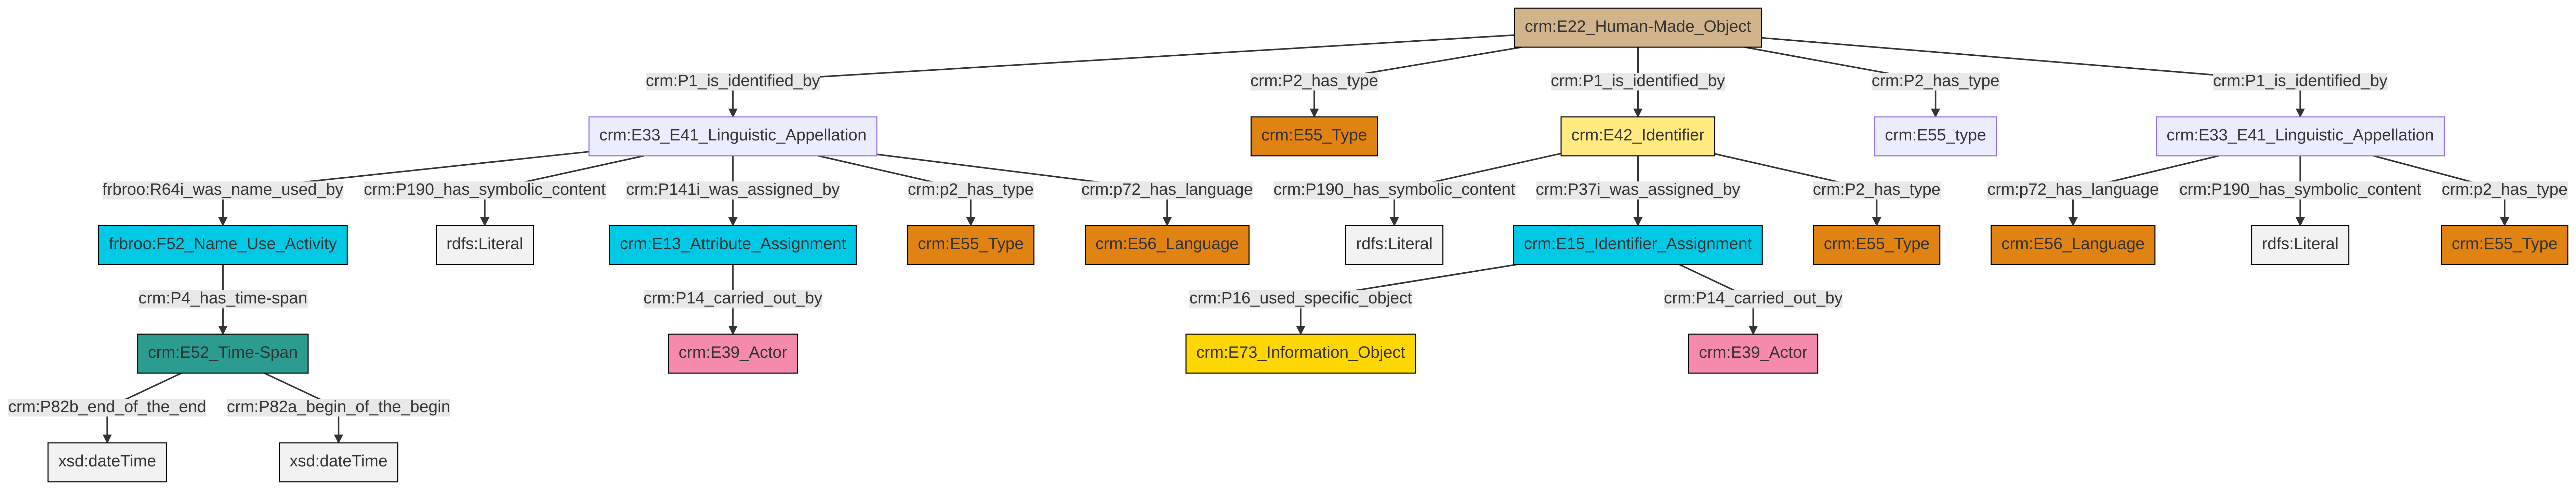 crm:E22_Human-Made_Object
crm:P1_is_identified_by
crm:P2_has_type
crm:P1_is_identified_by
crm:P2_has_type
crm:P1_is_identified_by
crm:E33_E41_Linguistic_Appellation
crm:E55_Type
crm:E42_Identifier
crm:E55_type
crm:E33_E41_Linguistic_Appellation
frbroo:R64i_was_name_used_by
crm:P190_has_symbolic_content
crm:P141i_was_assigned_by
crm:p2_has_type
crm:p72_has_language
crm:P190_has_symbolic_content
crm:P37i_was_assigned_by
crm:P2_has_type
crm:p72_has_language
crm:P190_has_symbolic_content
crm:p2_has_type
frbroo:F52_Name_Use_Activity
rdfs:Literal
crm:E13_Attribute_Assignment
crm:E55_Type
crm:E56_Language
rdfs:Literal
crm:E15_Identifier_Assignment
crm:E55_Type
crm:E56_Language
rdfs:Literal
crm:E55_Type
crm:P4_has_time-span
crm:P14_carried_out_by
crm:P16_used_specific_object
crm:P14_carried_out_by
crm:E52_Time-Span
crm:E39_Actor
crm:E73_Information_Object
crm:E39_Actor
crm:P82b_end_of_the_end
crm:P82a_begin_of_the_begin
xsd:dateTime
xsd:dateTime